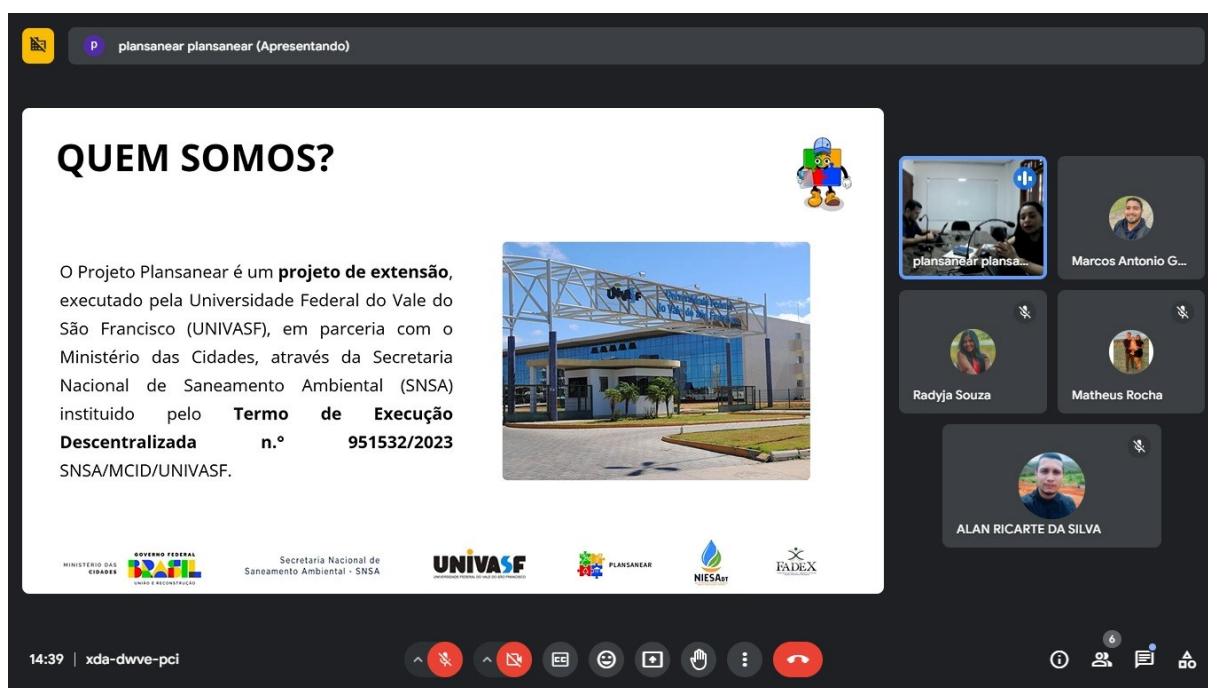 P plansanear plansanear (Apresentando)
QUEM SOMOS?
O Projeto Plansanear é um projeto de extensão,
executado pela Universidade Federal do Vale do
São Francisco (UNIVASF), em parceria com o
Ministério das Cidades, através da Secretaria
Nacional de Saneamento Ambiental (SNSA)
instituido pelo Termo de Execução
Descentralizada n.° 951532/2023
SNSA/MCID/UNIVASF.
MINISTÉRIO DAS
CIDADES
GOVERNO FEDERAL
BRASIL
UNIÃO E RECONSTRUÇÃO
Secretaria Nacional de
Saneamento Ambiental - SNSA
UNIVASF
UNIVERSIDADE FEDERAL DO VALE DO SÃO FRANCISCO
PLANSANEAR
NIESA
FADEX
plansanear plansa...
Marcos Antonio G...
Radyja Souza
Matheus Rocha
ALAN RICARTE DA SILVA
14:39 | xda-dwve-pci
CC
6